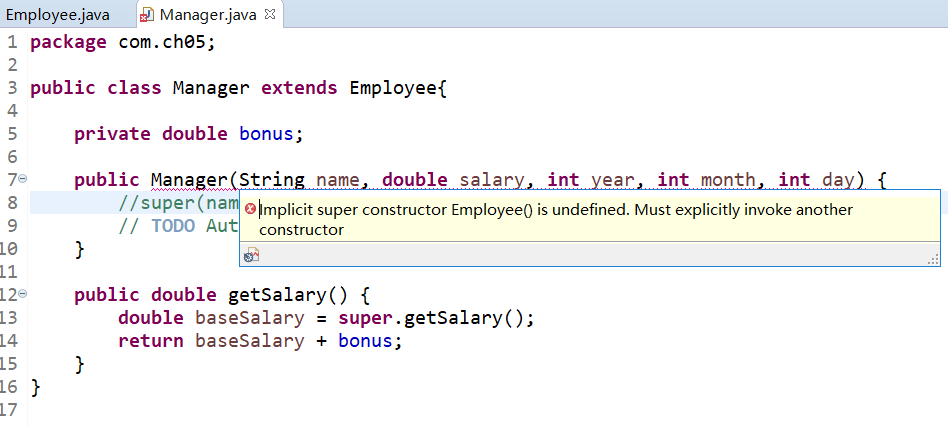 Employee.java
Manager.java
1 package com.ch05;
2
3 public class Manager extends Employee{
4
5     private double bonus;
6
7     public Manager(String name, double salary, int year, int month, int day) {
8         //super(nam
9         // TODO Aut
Implicit super constructor Employee() is undefined. Must explicitly invoke another
constructor
10     }
11
12     public double getSalary() {
13         double baseSalary = super.getSalary();
14         return baseSalary + bonus;
15     }
16 }
17